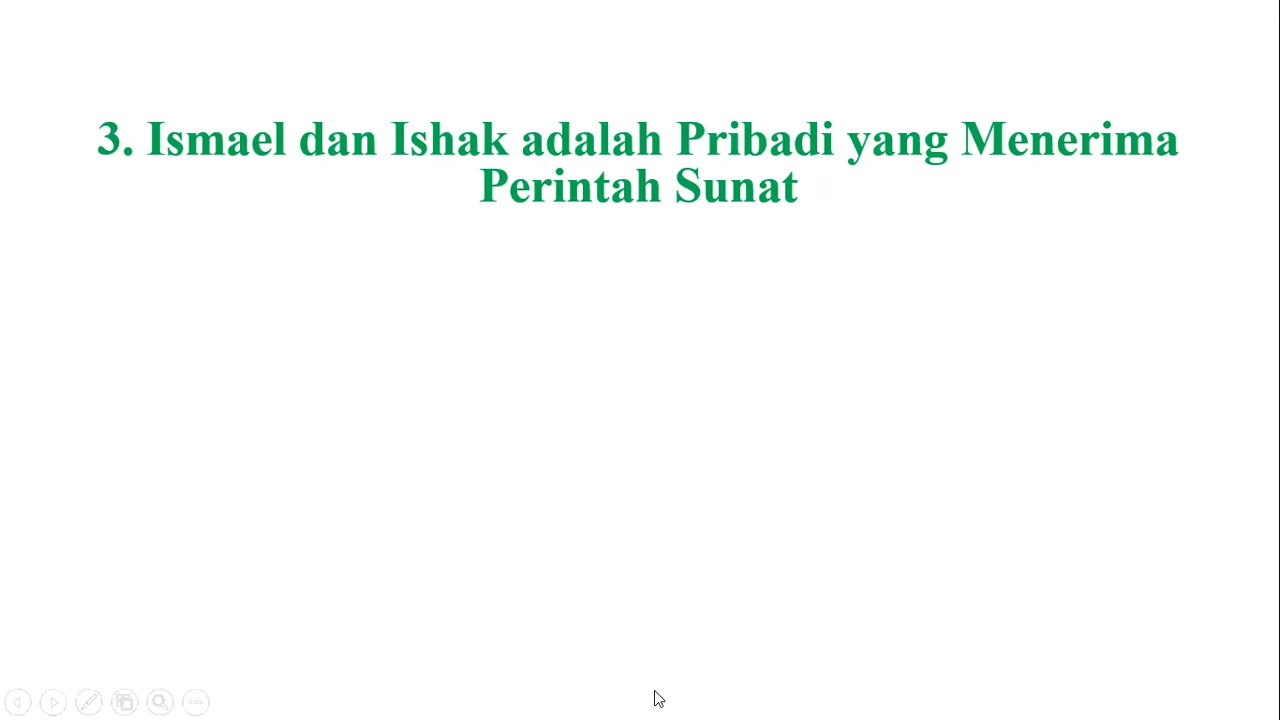 3. Ismael dan Ishak adalah Pribadi yang Menerima
Perintah Sunat